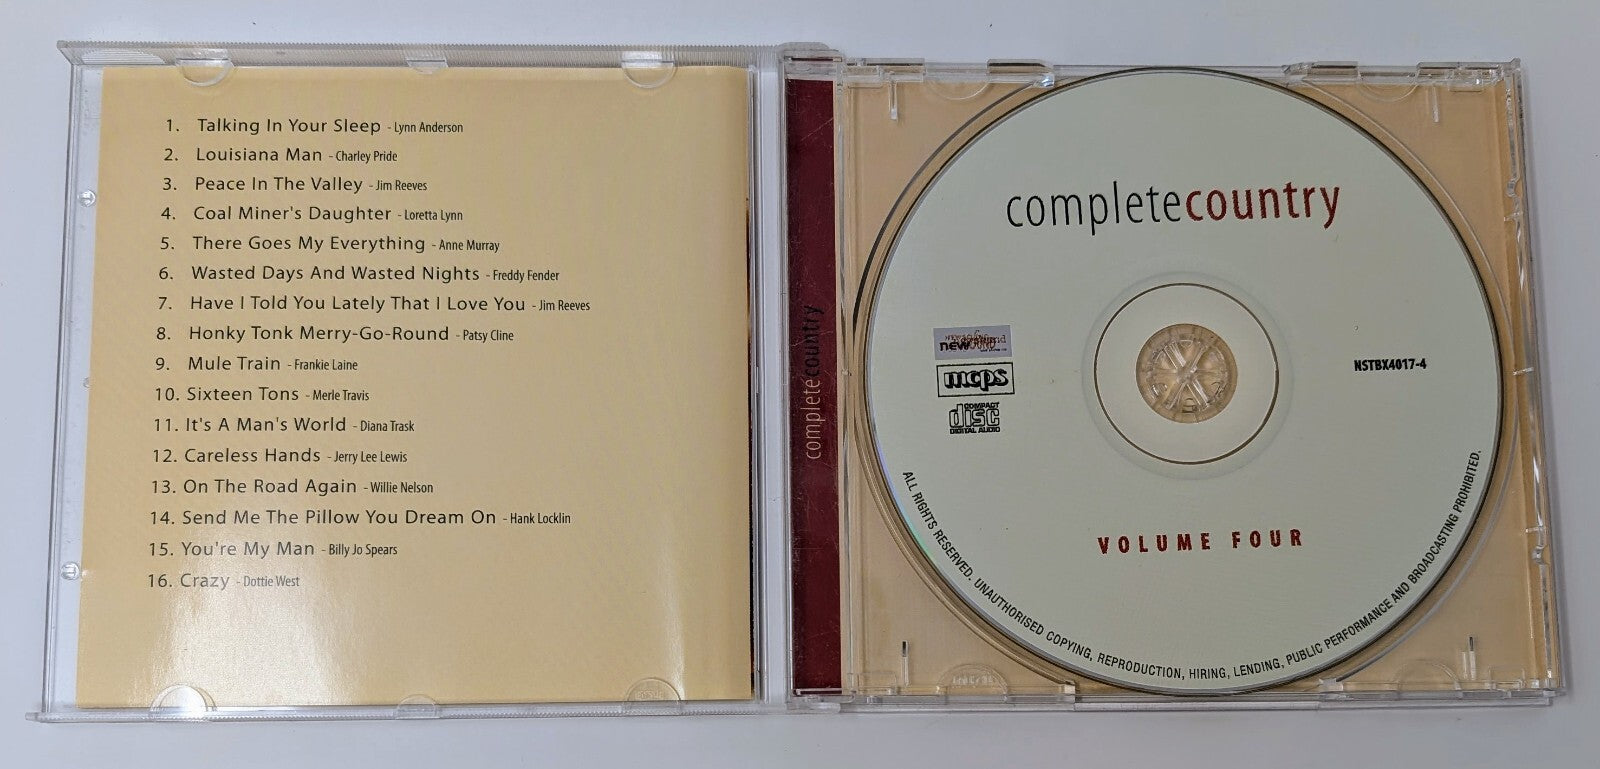 1. Talking In Your Sleep - Lynn Anderson
2. Louisiana Man - Charley Pride
3. Peace In The Valley - Jim Reeves
4. Coal Miner's Daughter - Loretta Lynn
5. There Goes My Everything - Anne Murray
6. Wasted Days And Wasted Nights - Freddy Fender
7. Have I Told You Lately That I Love You - Jim Reeves
8. Honky Tonk Merry-Go-Round - Patsy Cline
9. Mule Train - Frankie Laine
10. Sixteen Tons - Merle Travis
11. It's A Man's World - Diana Trask
12. Careless Hands - Jerry Lee Lewis
13. On The Road Again - Willie Nelson
14. Send Me The Pillow You Dream On - Hank Locklin
15. You're My Man - Billy Jo Spears
16. Crazy - Dottie West
completecountry
completecountry
new
mcps
COMPACT
disc
DIGITAL AUDIO
NSTBX4017-4
VOLUME FOUR
ALL RIGHTS RESERVED. UNAUTHORISED COPYING, REPRODUCTION, HIRING, LENDING, PUBLIC PERFORMANCE AND BROADCASTING PROHIBITED.